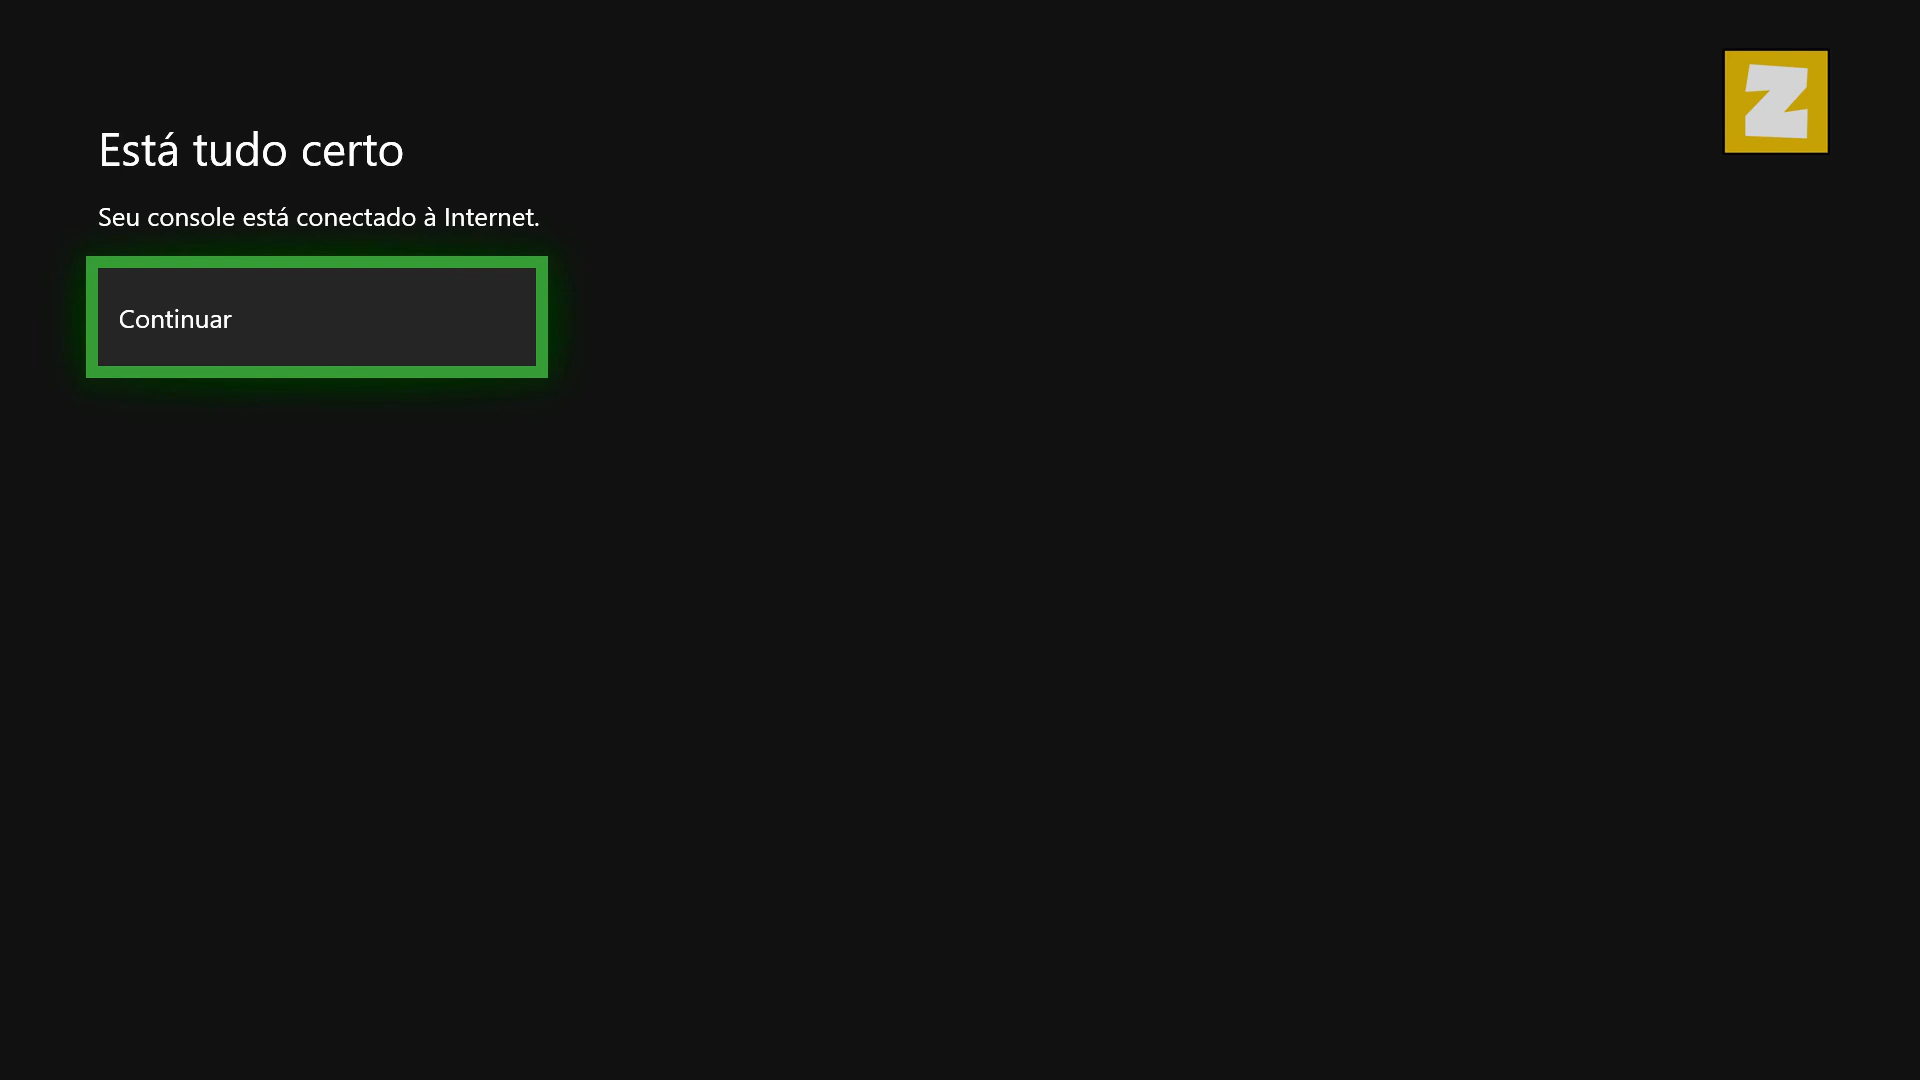 Z
Está tudo certo
Seu console está conectado à Internet.
Continuar